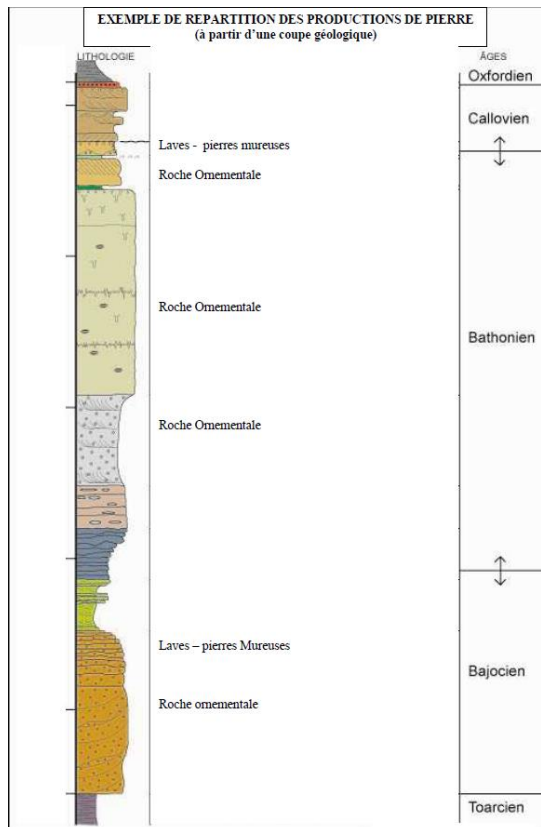 EXEMPLE DE REPARTITION DES PRODUCTIONS DE PIERRE
(à partir d'une coupe géologique)
LITHOLOGIE
ÂGES
Oxfordien
Callovien
Laves - pierres mureuses
Roche Ornementale
Roche Ornementale
Bathonien
Roche Ornementale
Laves – pierres Mureuses
Bajocien
Roche ornementale
Toarcien